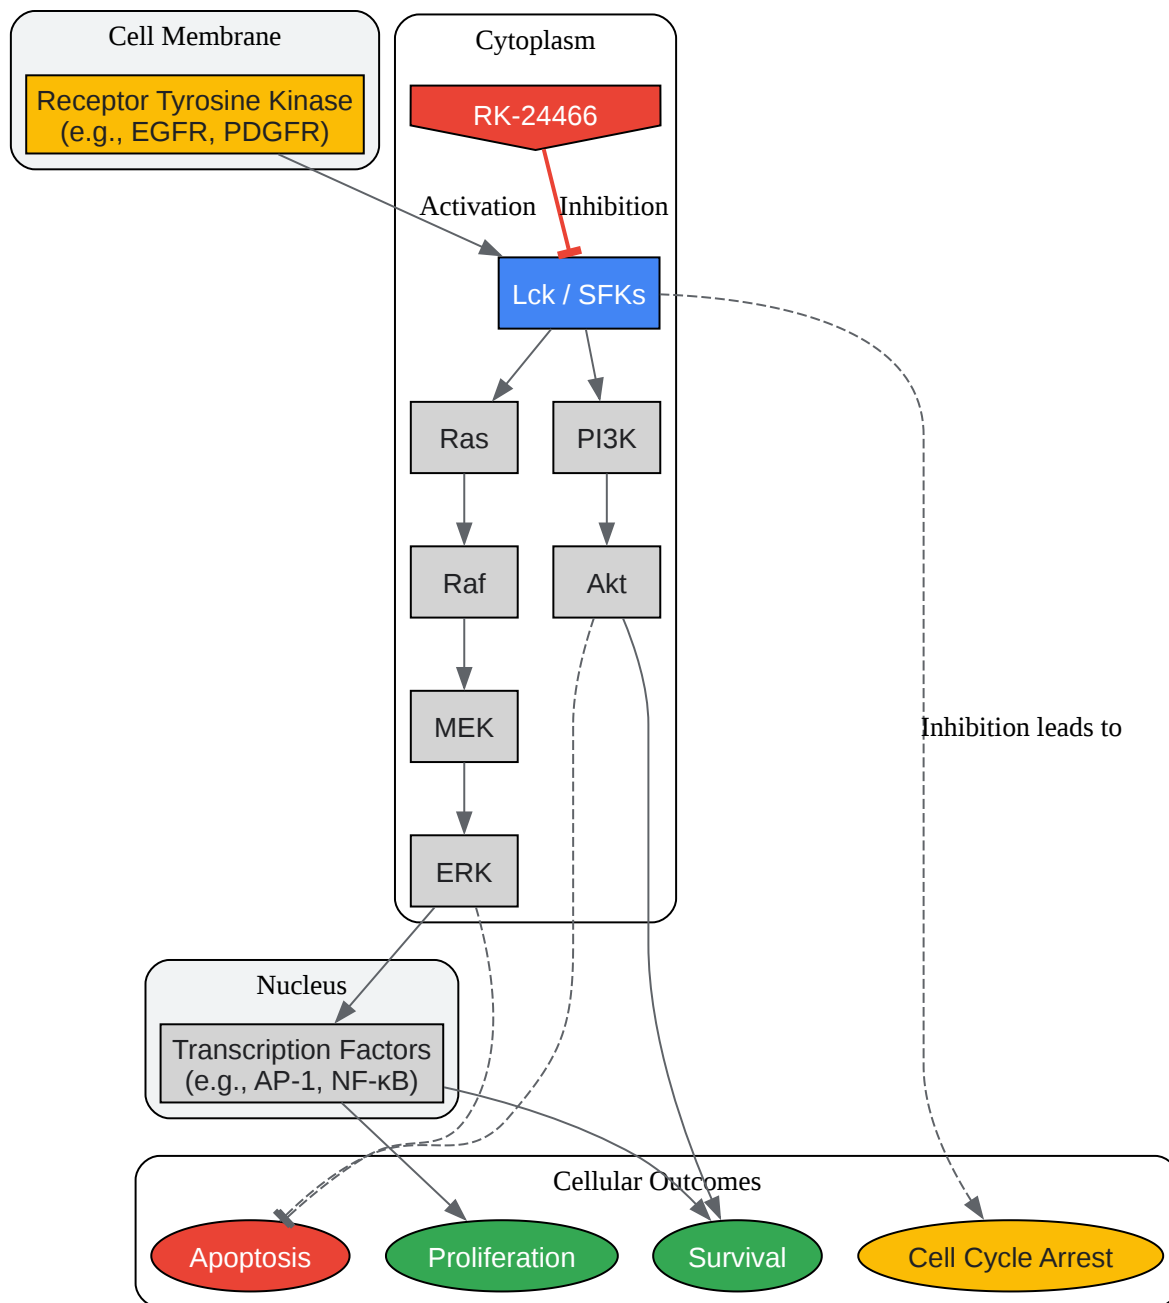 Cell Membrane
Receptor Tyrosine Kinase
(e.g., EGFR, PDGFR)
Cytoplasm
RK-24466
Activation
Inhibition
Lck / SFKs
Ras
PI3K
Raf
Akt
MEK
Inhibition leads to
ERK
Nucleus
Transcription Factors
(e.g., AP-1, NF-κB)
Cellular Outcomes
Apoptosis
Proliferation
Survival
Cell Cycle Arrest